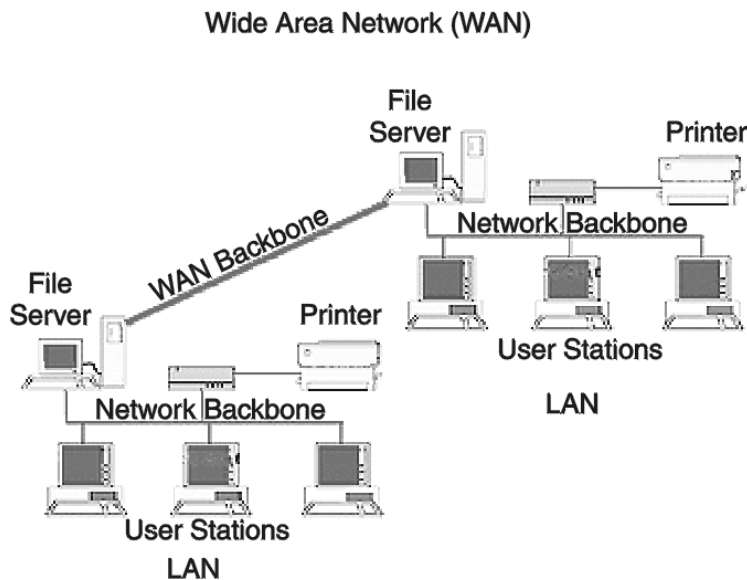 Wide Area Network (WAN)
File
Server
Printer
Network Backbone
User Stations
LAN
WAN Backbone
File
Server
Printer
Network Backbone
User Stations
LAN